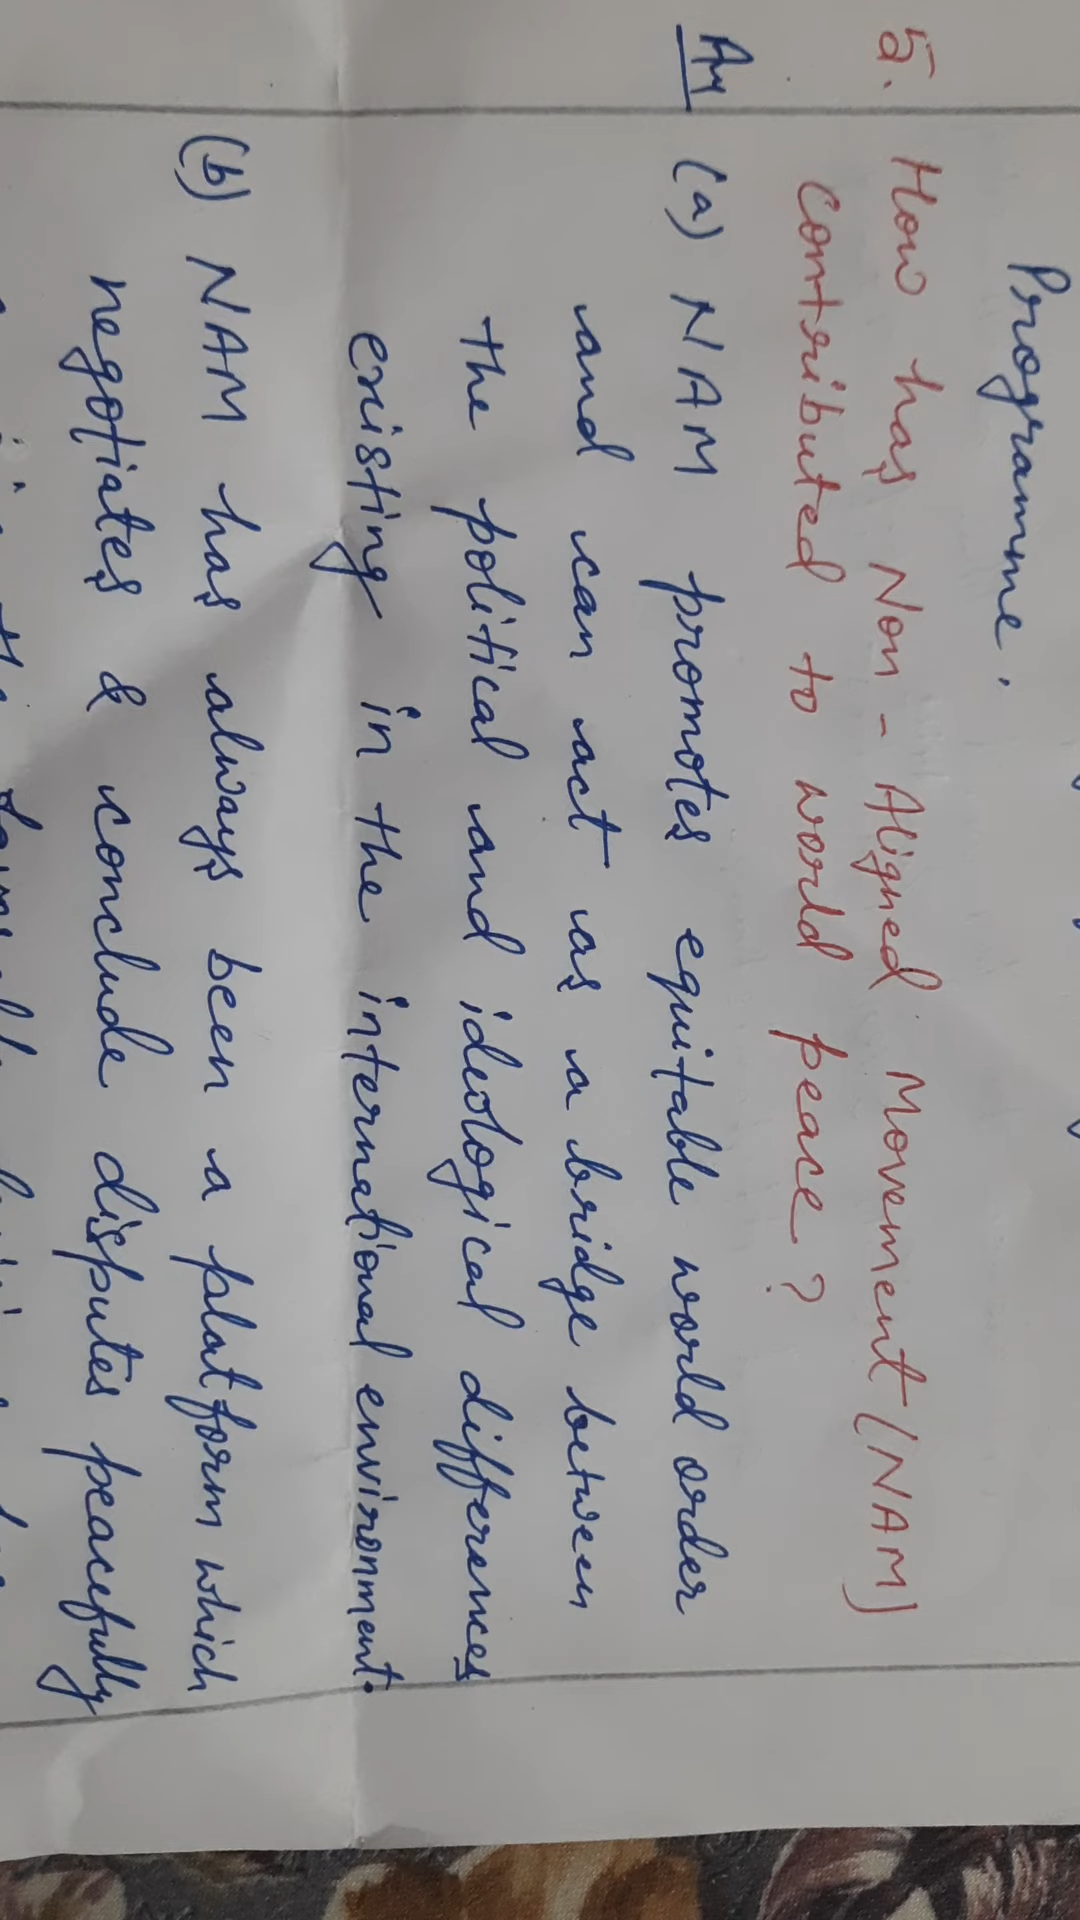 Programme.
5. How has Non-Aligned Movement (NAM)
contributed to world peace?
Ans (a) NAM promotes equitable world order
and can act as a bridge between
the political and ideological differences
existing in the international environment.
(b) NAM has always been a platform which
negotiates & conclude disputes peacefully